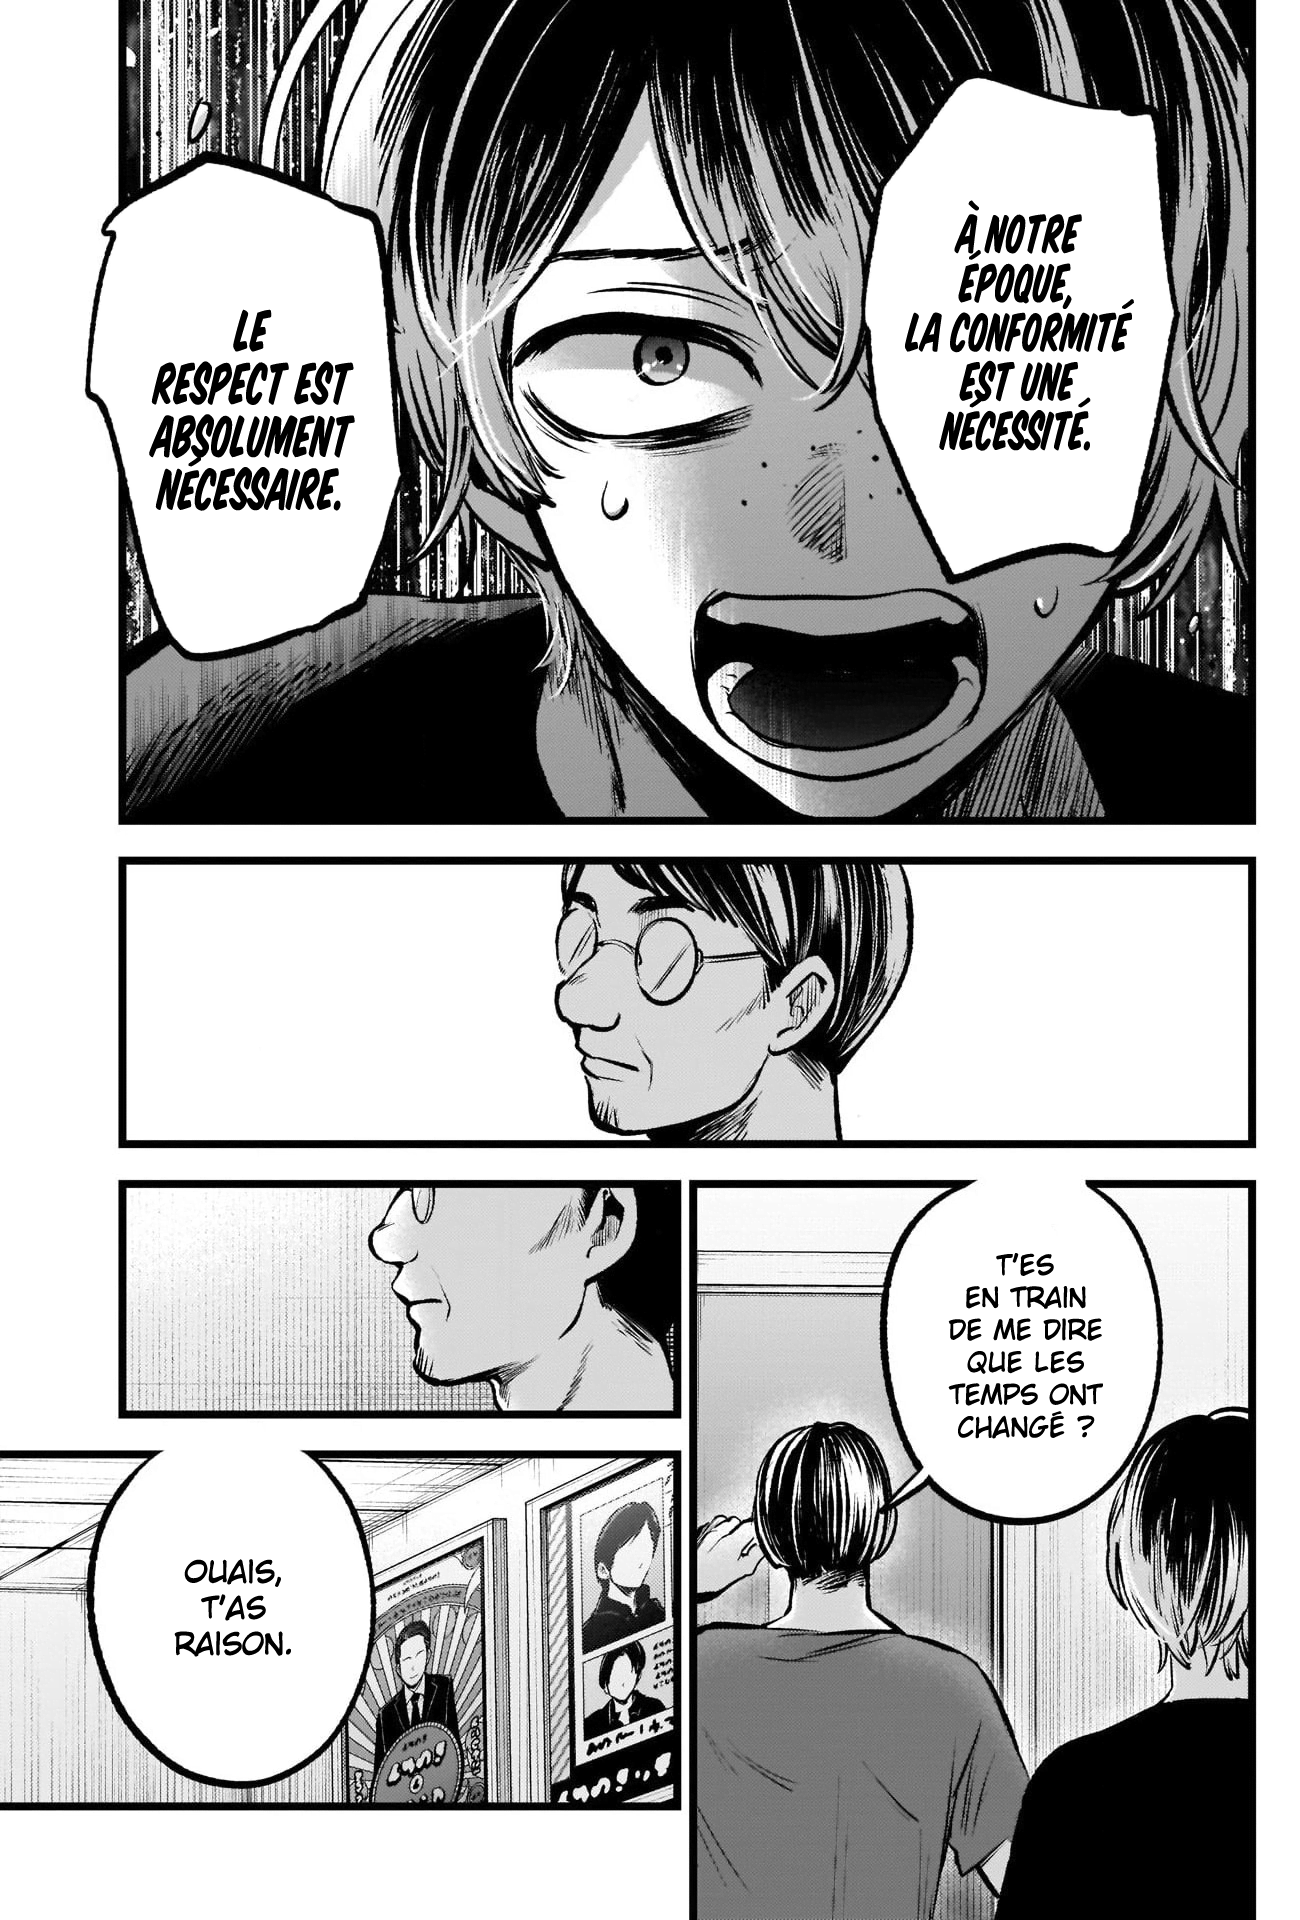 À NOTRE
ÉPOQUE,
LA CONFORMITÉ
EST UNE
NÉCESSITÉ.
LE
RESPECT EST
ABSOLUMENT
NÉCESSAIRE.
T'ES
EN TRAIN
DE ME DIRE
QUE LES
TEMPS ONT
CHANGÉ ?
OUAIS,
T'AS
RAISON.